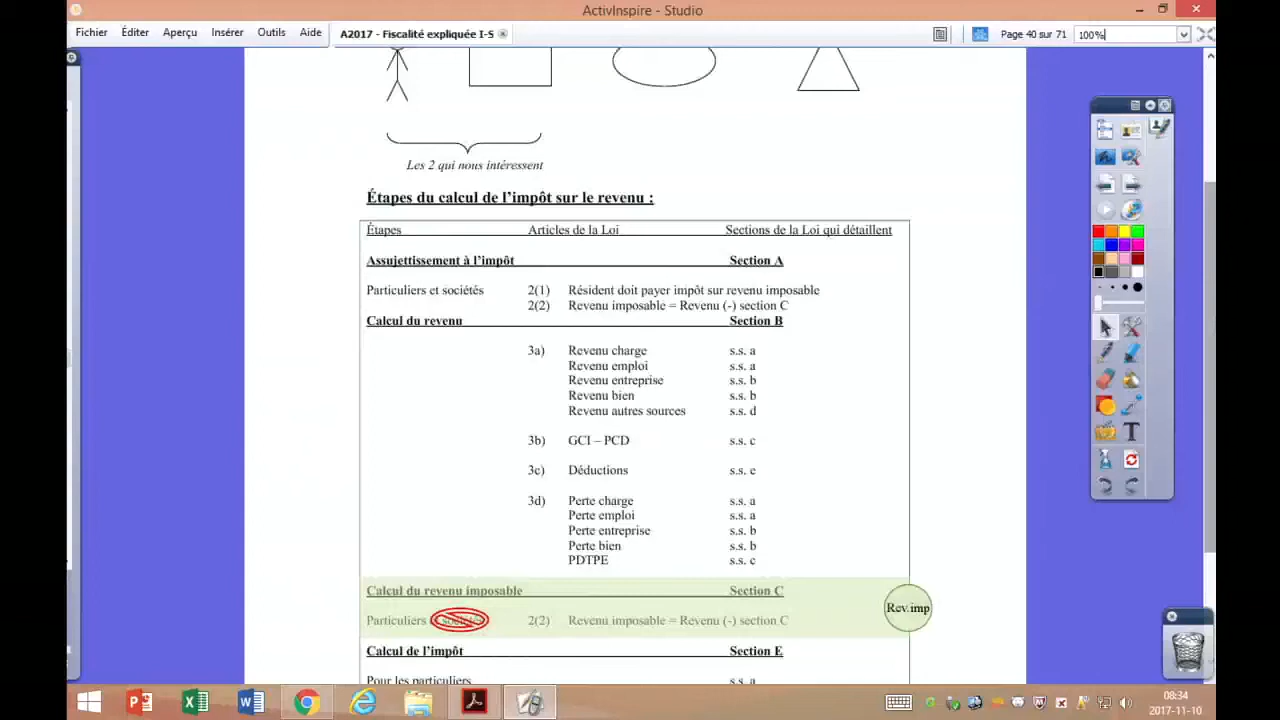 ActivInspire - Studio
Fichier Éditer Aperçu Insérer Outils Aide A2017 - Fiscalité expliquée I-S Page 40 sur 71 100%
Les 2 qui nous intéressent
Étapes du calcul de l’impôt sur le revenu :
Étapes Articles de la Loi Sections de la Loi qui détaillent
Assujettissement à l’impôt Section A
Particuliers et sociétés 2(1) Résident doit payer impôt sur revenu imposable
2(2) Revenu imposable = Revenu (-) section C
Calcul du revenu Section B
3a) Revenu charge s.s. a
Revenu emploi s.s. a
Revenu entreprise s.s. b
Revenu bien s.s. b
Revenu autres sources s.s. d
3b) GCI – PCD s.s. c
3c) Déductions s.s. e
3d) Perte charge s.s. a
Perte emploi s.s. a
Perte entreprise s.s. b
Perte bien s.s. b
PDTPE s.s. c
Calcul du revenu imposable Section C
Rev.imp
Particuliers et sociétés 2(2) Revenu imposable = Revenu (-) section C
Calcul de l’impôt Section E
Pour les particuliers s.s. a
08:34
2017-11-10